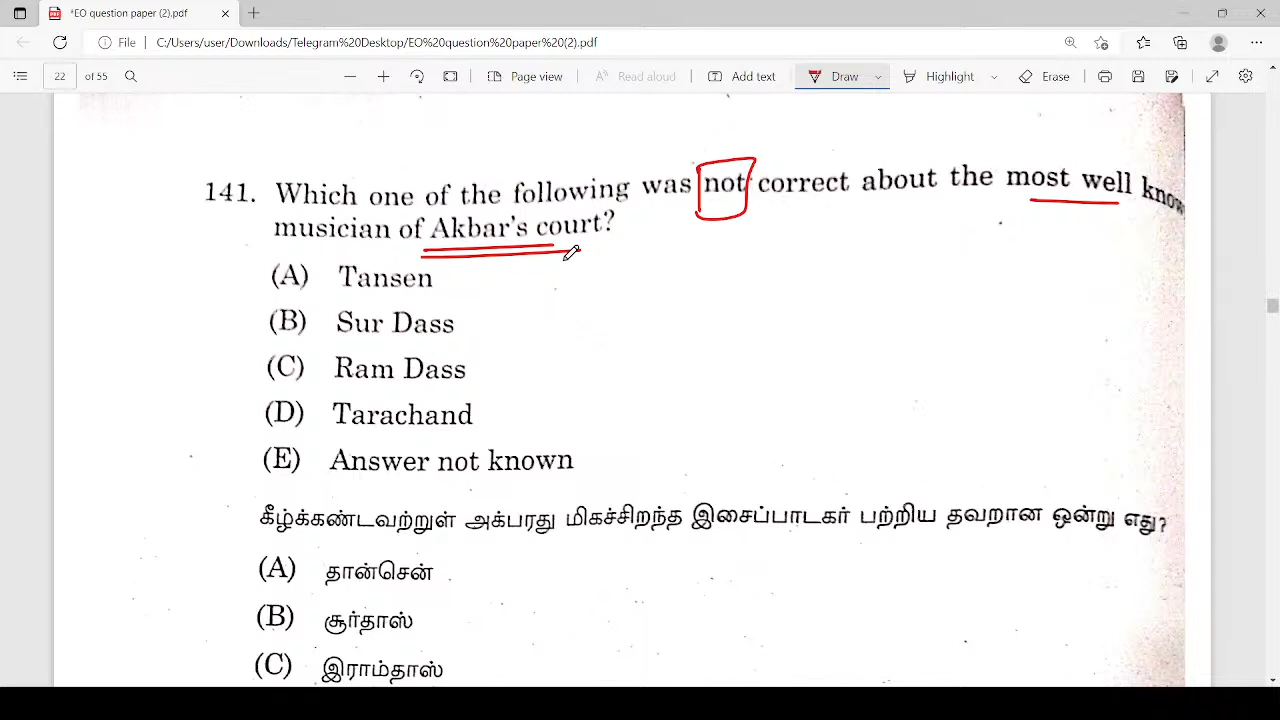 *EO question paper (2).pdf
File C:/Users/user/Downloads/Telegram%20Desktop/EO%20question%20paper%20(2).pdf
22 of 55 Page view Read aloud Add text Draw Highlight Erase
141. Which one of the following was not correct about the most well know
musician of Akbar's court?
(A) Tansen
(B) Sur Dass
(C) Ram Dass
(D) Tarachand
(E) Answer not known
கீழ்க்கண்டவற்றுள் அக்பரது மிகச்சிறந்த இசைப்பாடகர் பற்றிய தவறான ஒன்று எது?
(A) தான்சென்
(B) சூர்தாஸ்
(C) இராம்தாஸ்